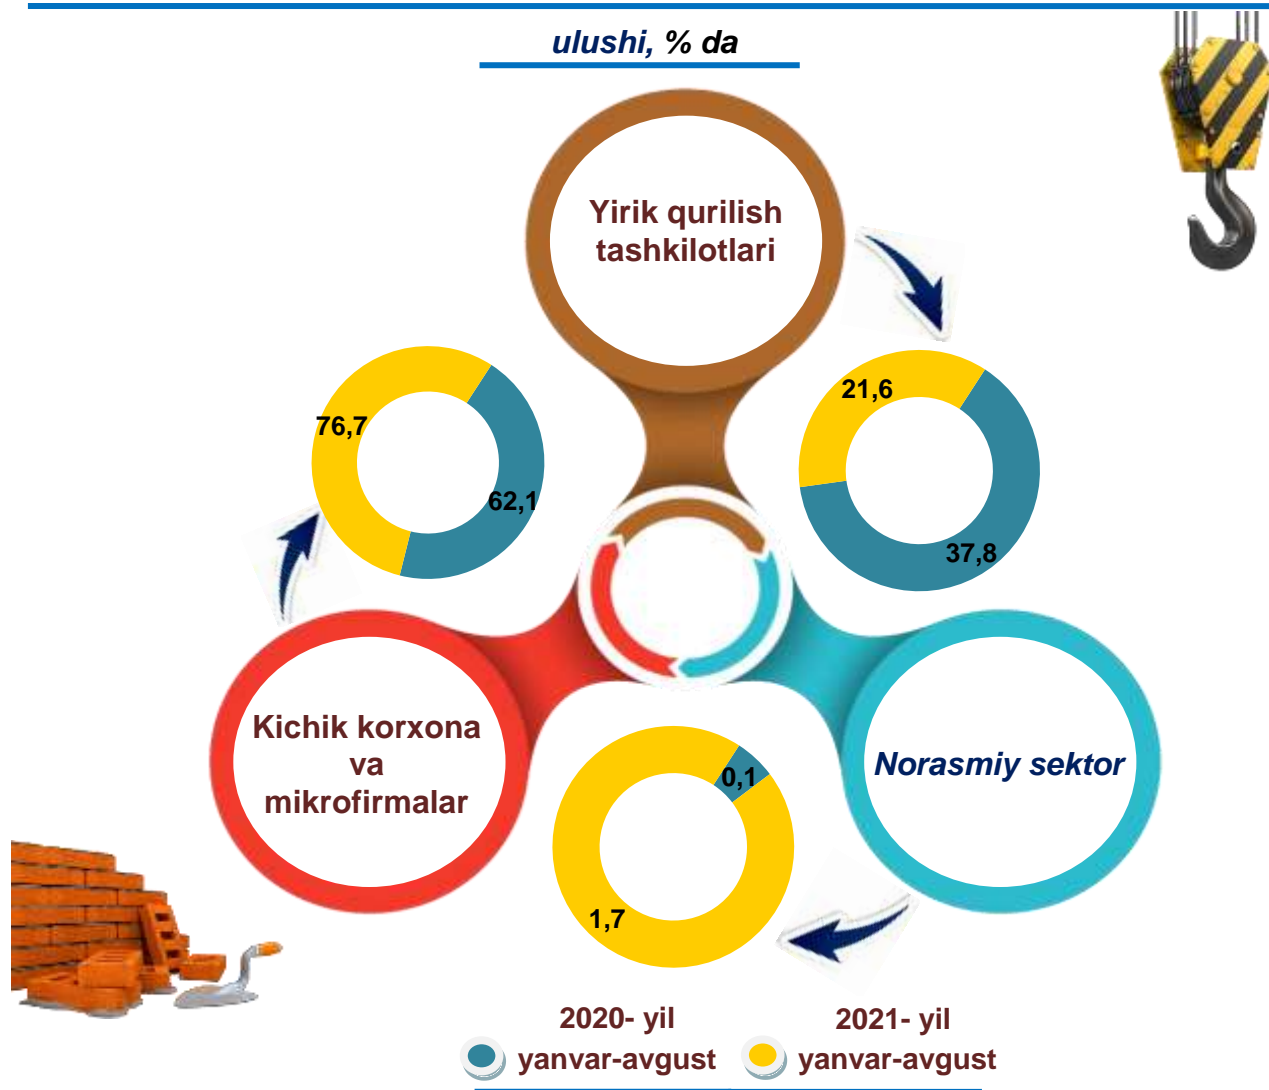 ulushi, % da
Yirik qurilish
tashkilotlari
76,7
62,1
21,6
37,8
Kichik korxona
va
mikrofirmalar
Norasmiy sektor
0,1
1,7
2020- yil
yanvar-avgust
2021- yil
yanvar-avgust